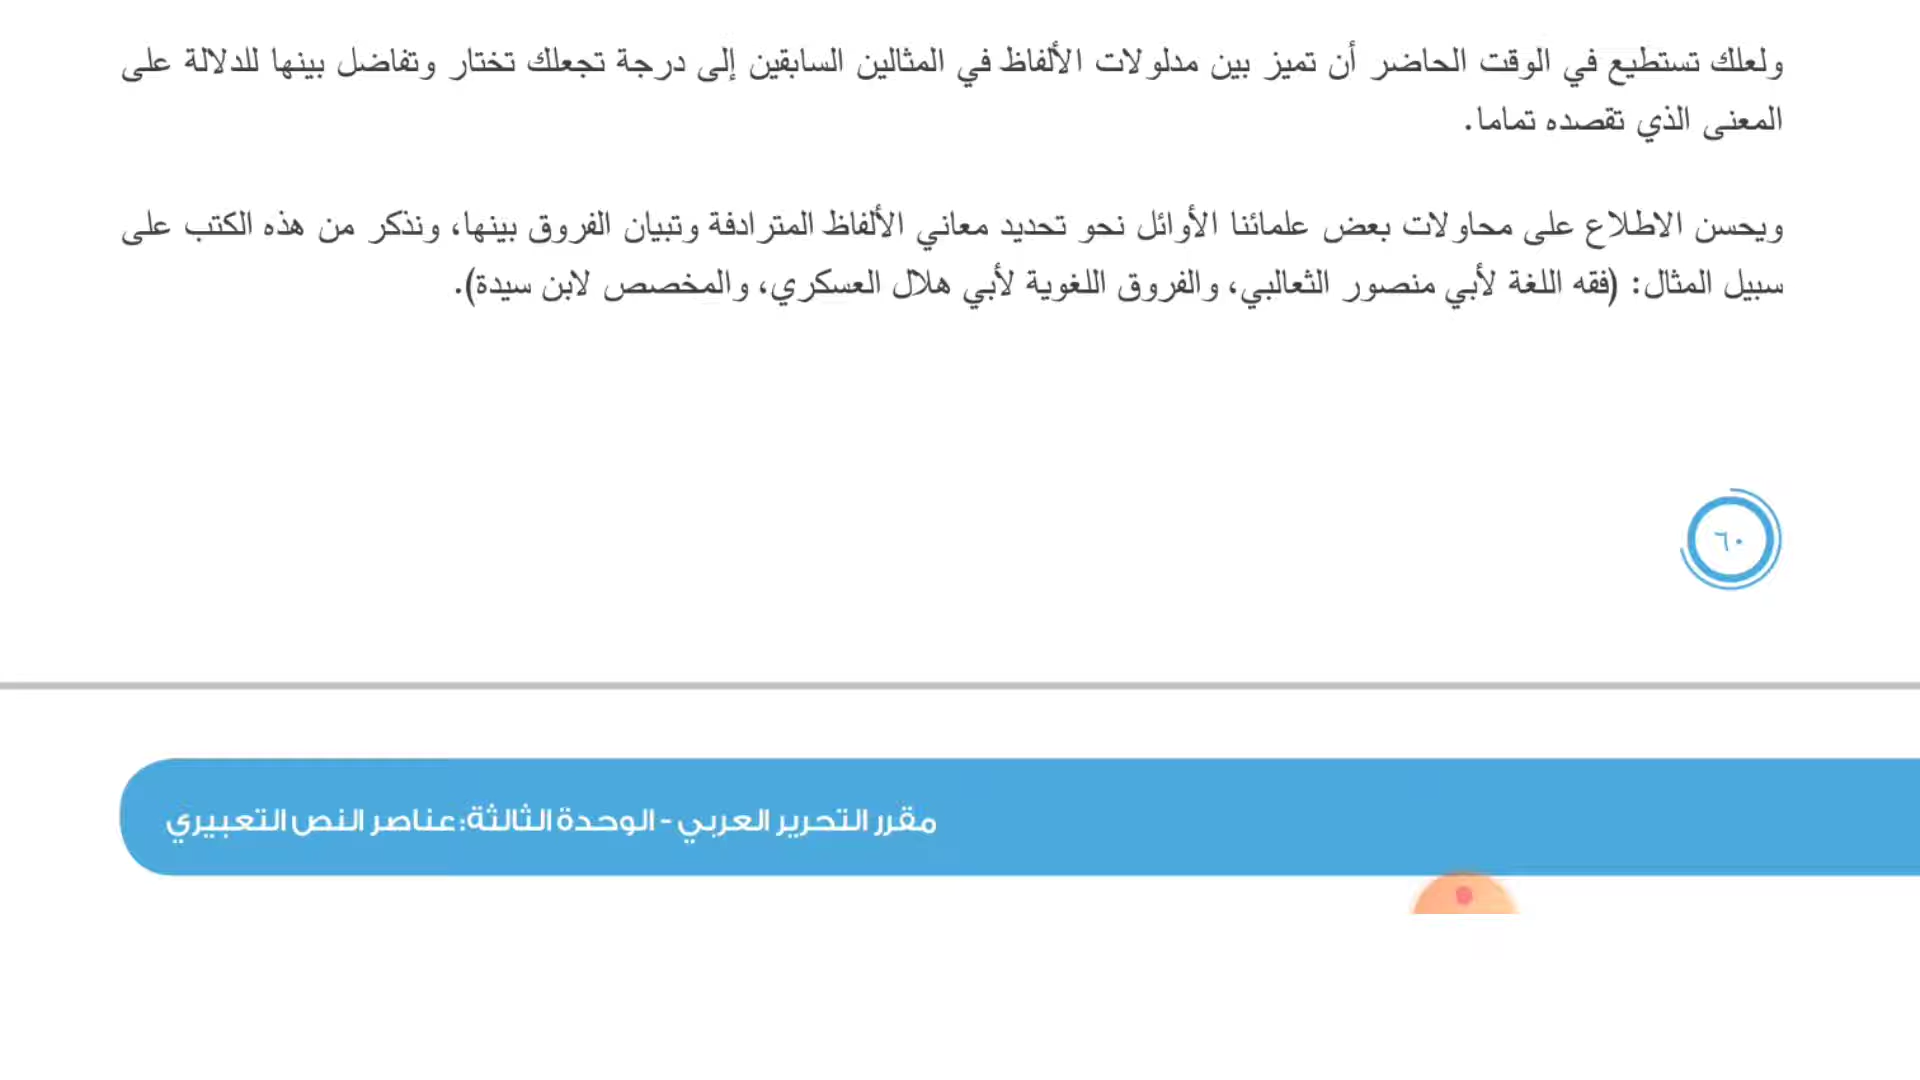 ولعلك تستطيع في الوقت الحاضر أن تميز بين مدلولات الألفاظ في المثالين السابقين إلى درجة تجعلك تختار وتفاضل بينها للدلالة على
المعنى الذي تقصده تماما.
ويحسن الاطلاع على محاولات بعض علمائنا الأوائل نحو تحديد معاني الألفاظ المترادفة وتبيان الفروق بينها، ونذكر من هذه الكتب على
سبيل المثال: (فقه اللغة لأبي منصور الثعالبي، والفروق اللغوية لأبي هلال العسكري، والمخصص لابن سيدة).
٦٠
مقرر التحرير العربي - الوحدة الثالثة: عناصر النص التعبيري